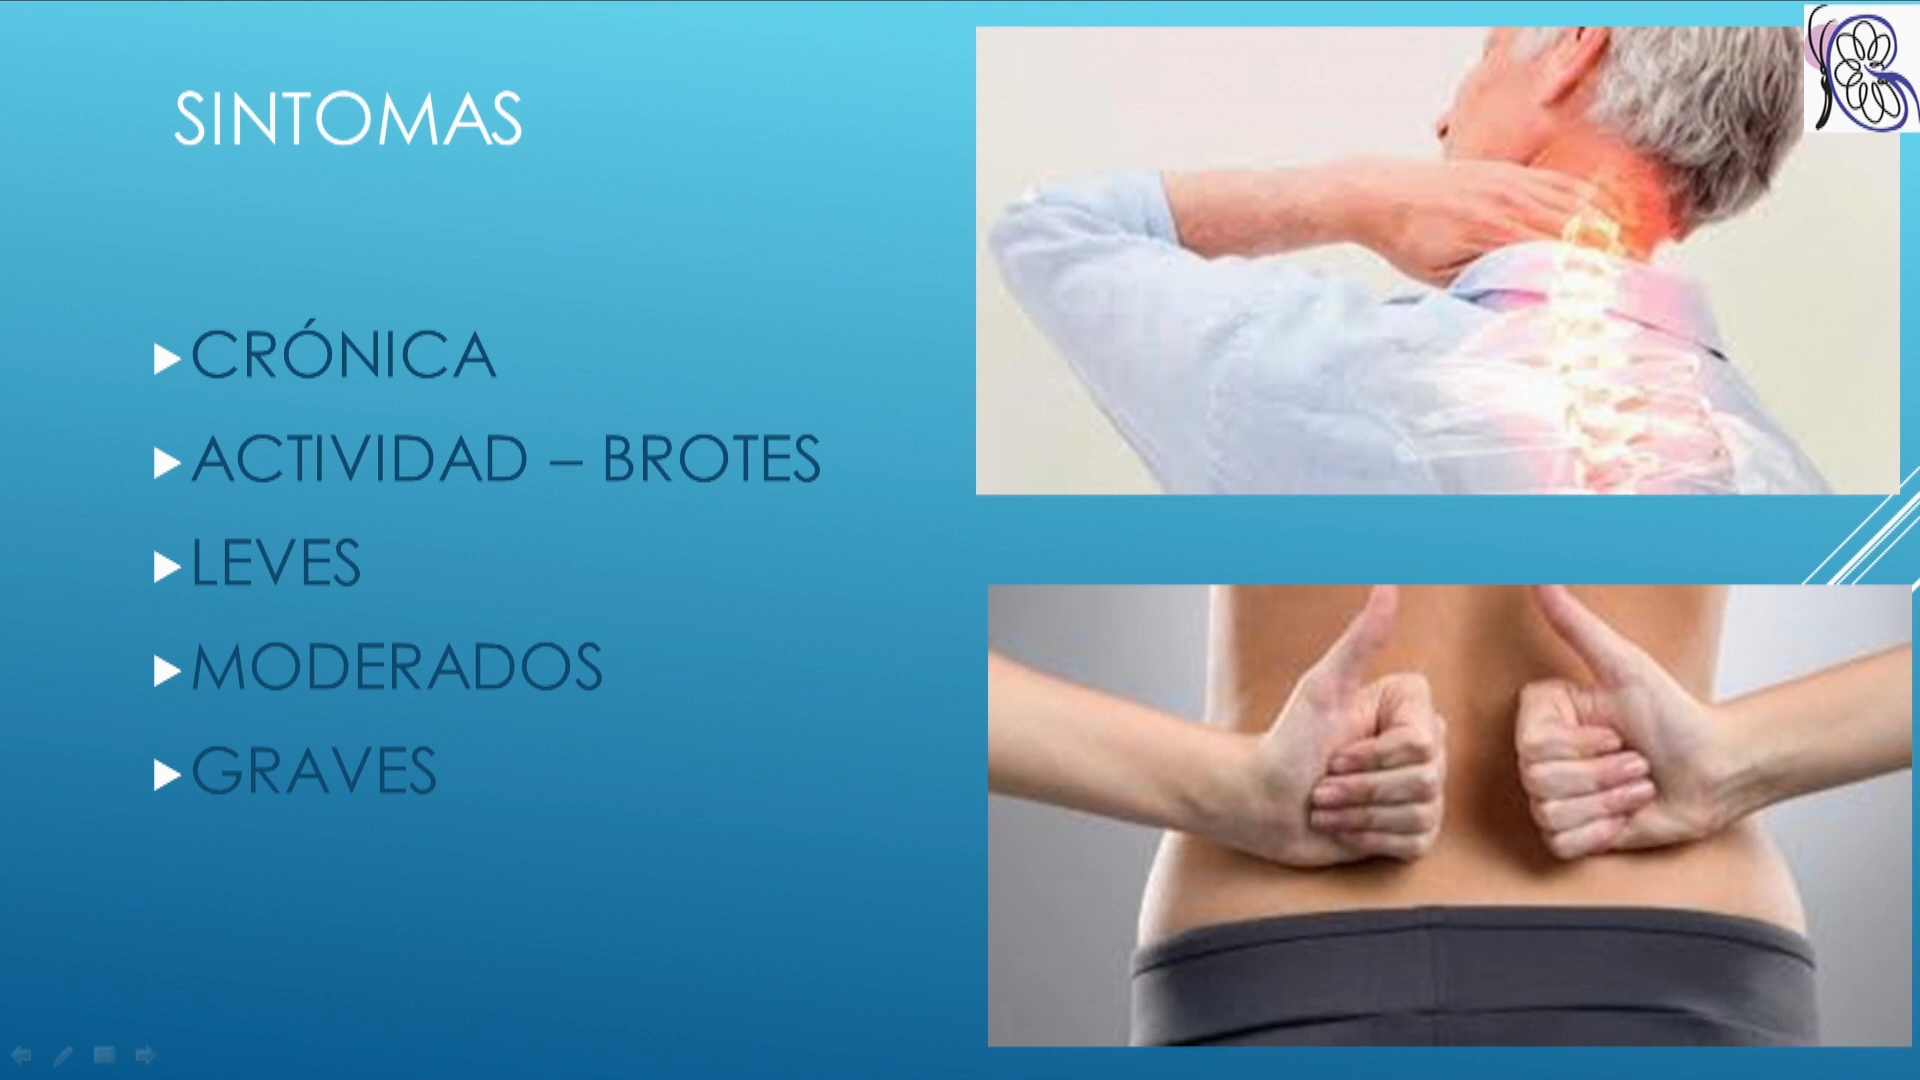 SINTOMAS
CRÓNICA
ACTIVIDAD – BROTES
LEVES
MODERADOS
GRAVES